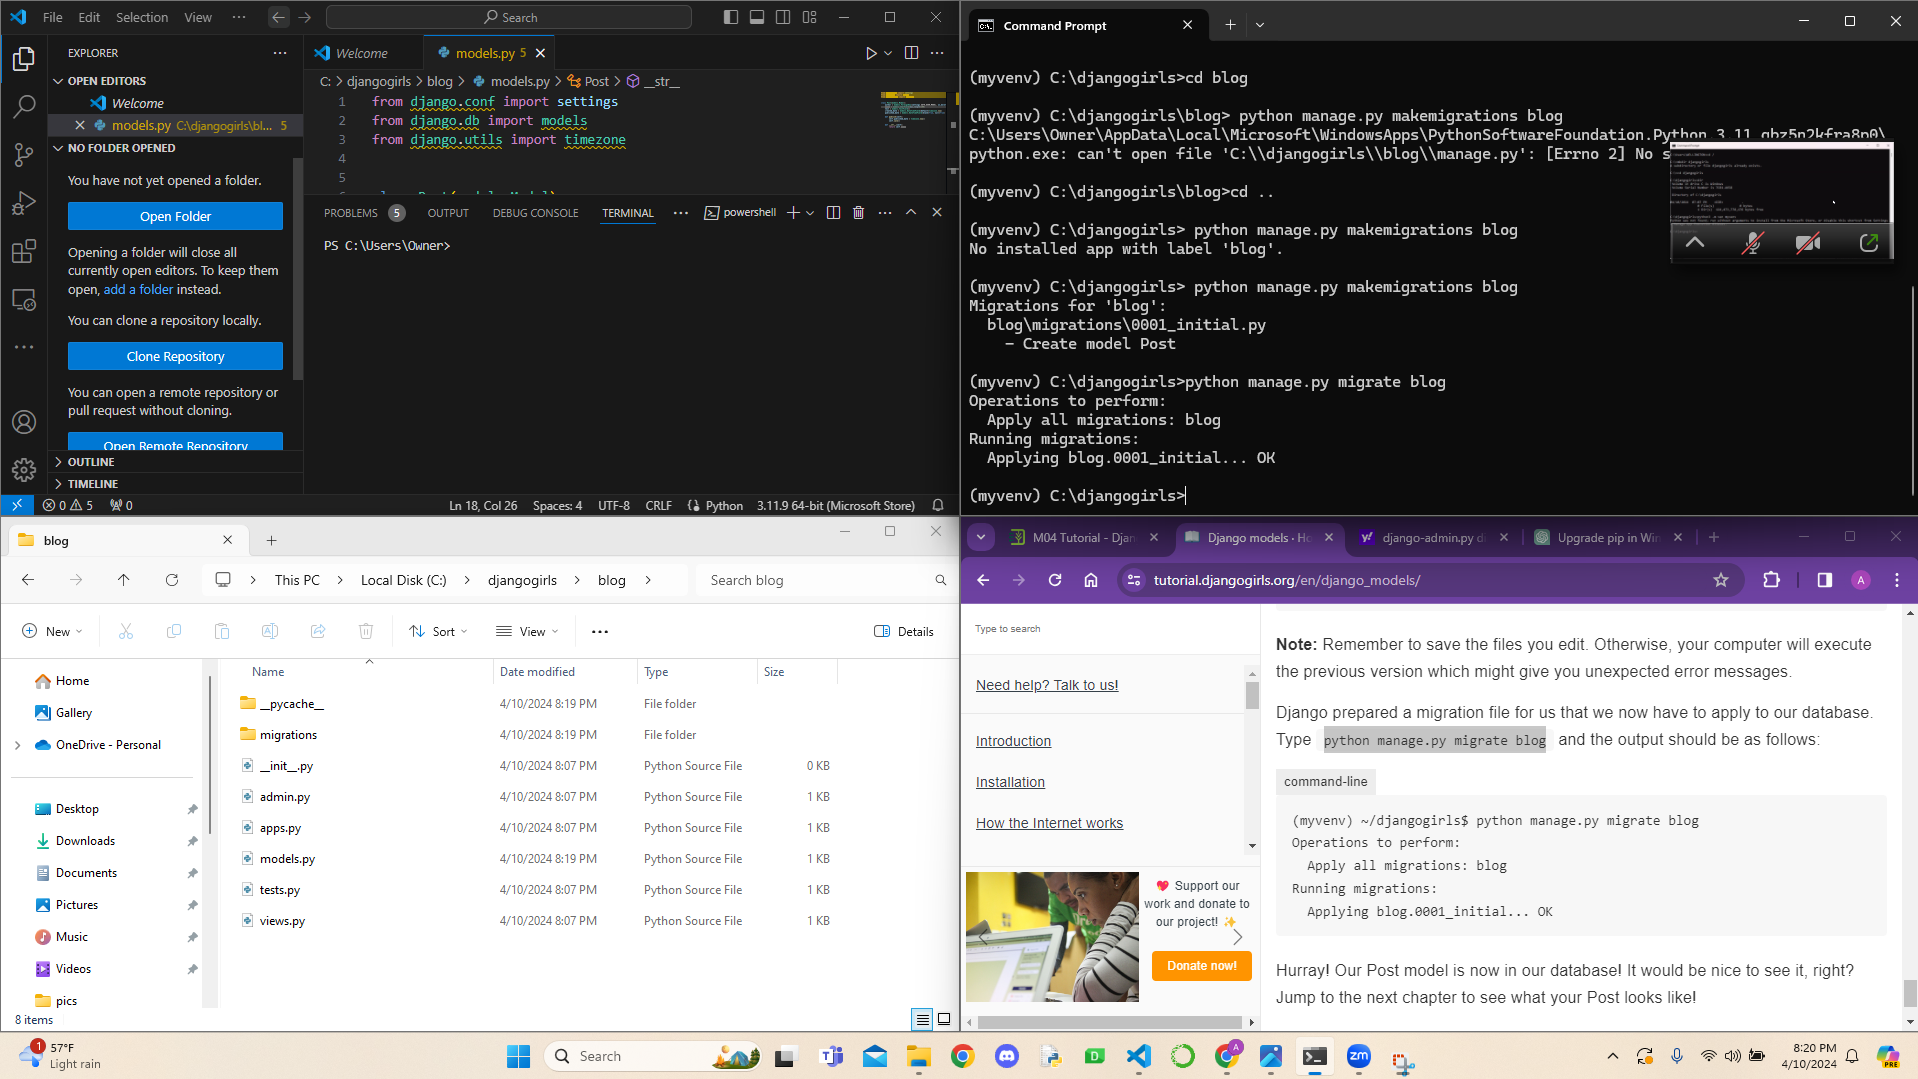 File Edit Selection View ··· Search
EXPLORER
OPEN EDITORS
Welcome
models.py C:\djangogirls\bl... 5
NO FOLDER OPENED
You have not yet opened a folder.
Open Folder
Opening a folder will close all
currently open editors. To keep them
open, add a folder instead.
You can clone a repository locally.
Clone Repository
You can open a remote repository or
pull request without cloning.
Open Remote Repository
OUTLINE
TIMELINE
Welcome
models.py 5
C: > djangogirls > blog > models.py > Post > __str__
1 from django.conf import settings
2 from django.db import models
3 from django.utils import timezone
4
5
PROBLEMS 5 OUTPUT DEBUG CONSOLE TERMINAL ··· powershell
PS C:\Users\Owner>
0 5 0 Ln 18, Col 26 Spaces: 4 UTF-8 CRLF Python 3.11.9 64-bit (Microsoft Store)
Command Prompt
(myvenv) C:\djangogirls>cd blog
(myvenv) C:\djangogirls\blog> python manage.py makemigrations blog
C:\Users\Owner\AppData\Local\Microsoft\WindowsApps\PythonSoftwareFoundation.Python.3.11_qbz5n2kfra8p0\
python.exe: can't open file 'C:\\djangogirls\\blog\\manage.py': [Errno 2] No s
(myvenv) C:\djangogirls\blog>cd ..
(myvenv) C:\djangogirls> python manage.py makemigrations blog
No installed app with label 'blog'.
(myvenv) C:\djangogirls> python manage.py makemigrations blog
Migrations for 'blog':
blog\migrations\0001_initial.py
- Create model Post
(myvenv) C:\djangogirls>python manage.py migrate blog
Operations to perform:
Apply all migrations: blog
Running migrations:
Applying blog.0001_initial... OK
(myvenv) C:\djangogirls>
blog
This PC > Local Disk (C:) > djangogirls > blog >
Search blog
New Sort View ··· Details
Home
Gallery
OneDrive - Personal
Desktop
Downloads
Documents
Pictures
Music
Videos
pics
Name Date modified Type Size
__pycache__ 4/10/2024 8:19 PM File folder
migrations 4/10/2024 8:19 PM File folder
__init__.py 4/10/2024 8:07 PM Python Source File 0 KB
admin.py 4/10/2024 8:07 PM Python Source File 1 KB
apps.py 4/10/2024 8:07 PM Python Source File 1 KB
models.py 4/10/2024 8:19 PM Python Source File 1 KB
tests.py 4/10/2024 8:07 PM Python Source File 1 KB
views.py 4/10/2024 8:07 PM Python Source File 1 KB
8 items
M04 Tutorial - Djan
Django models · Ho
django-admin.py di
Upgrade pip in Win
tutorial.djangogirls.org/en/django_models/
A
Type to search
Need help? Talk to us!
Introduction
Installation
How the Internet works
Support our
work and donate to
our project!
Donate now!
Note: Remember to save the files you edit. Otherwise, your computer will execute
the previous version which might give you unexpected error messages.
Django prepared a migration file for us that we now have to apply to our database.
Type python manage.py migrate blog and the output should be as follows:
command-line
(myvenv) ~/djangogirls$ python manage.py migrate blog
Operations to perform:
Apply all migrations: blog
Running migrations:
Applying blog.0001_initial... OK
Hurray! Our Post model is now in our database! It would be nice to see it, right?
Jump to the next chapter to see what your Post looks like!
1
57°F
Light rain
Search
A
zm
8:20 PM
4/10/2024
PRE